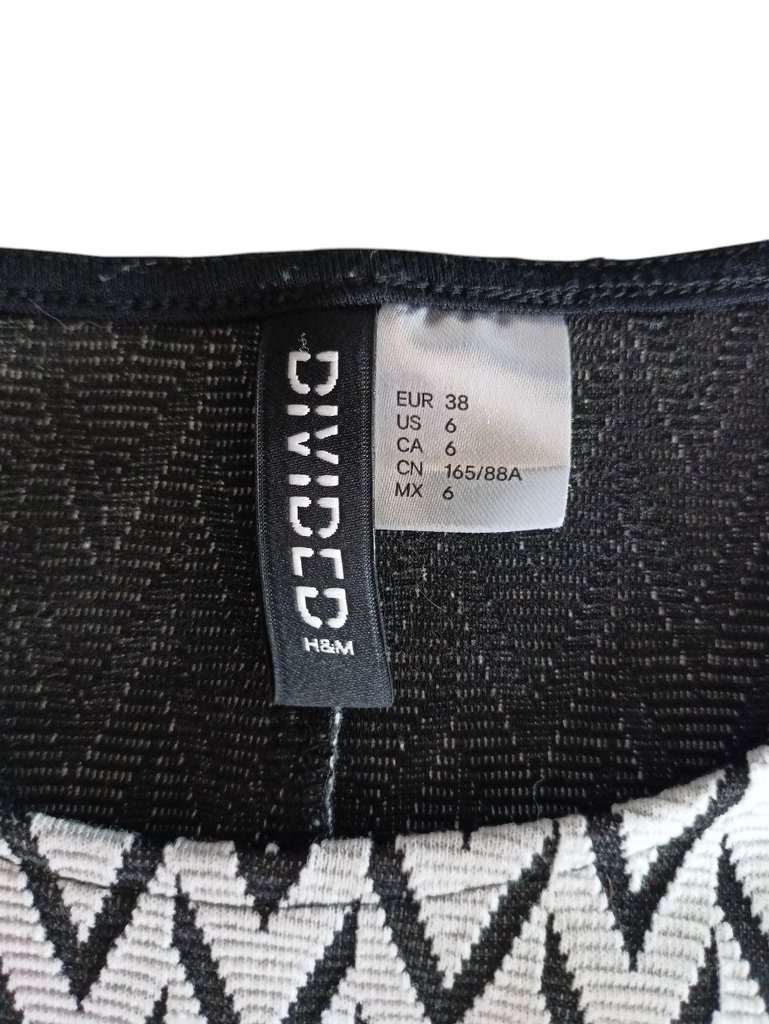 DIVIDED
H&M
EUR 38
US 6
CA 6
CN 165/88A
MX 6